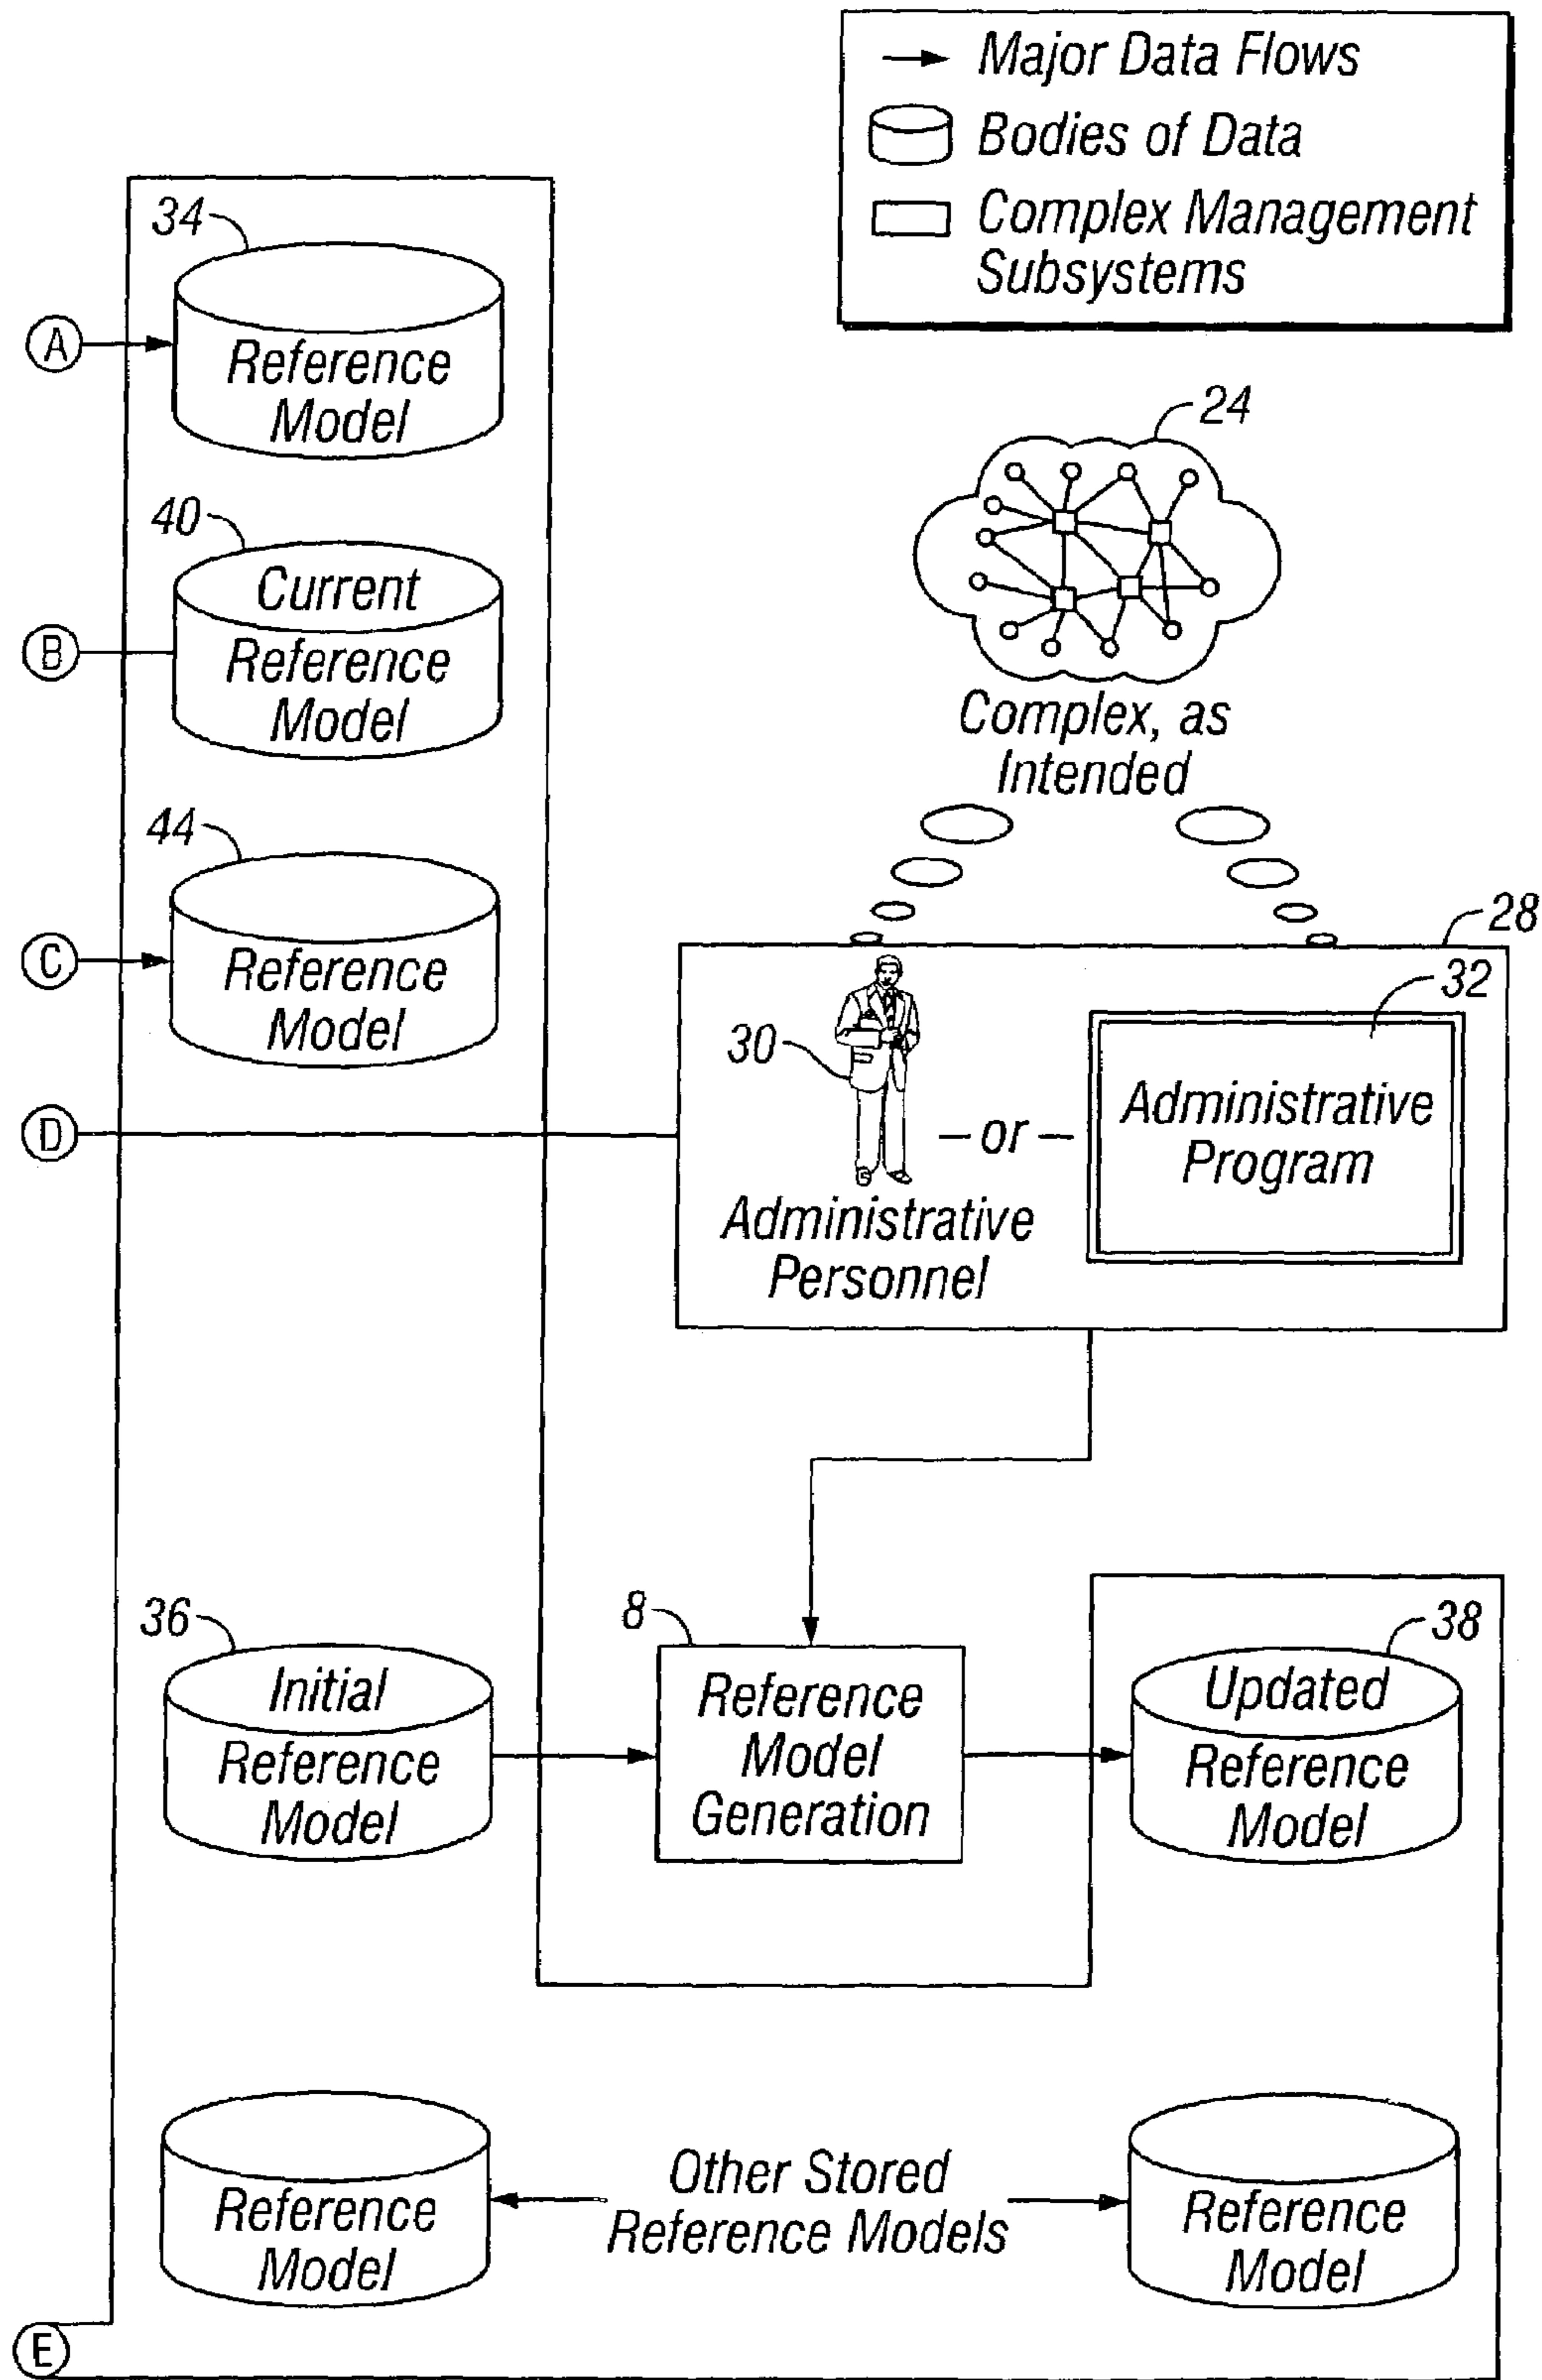 Major Data Flows
Bodies of Data
Complex Management
Subsystems
34
A
Reference
Model
24
40
Current
B
Reference
Model
Complex, as
Intended
44
C
Reference
Model
28
32
30
D
– or –
Administrative
Program
Administrative
Personnel
36
Initial
Reference
Model
8
Reference
Model
Generation
38
Updated
Reference
Model
Reference
Model
Other Stored
Reference Models
Reference
Model
E